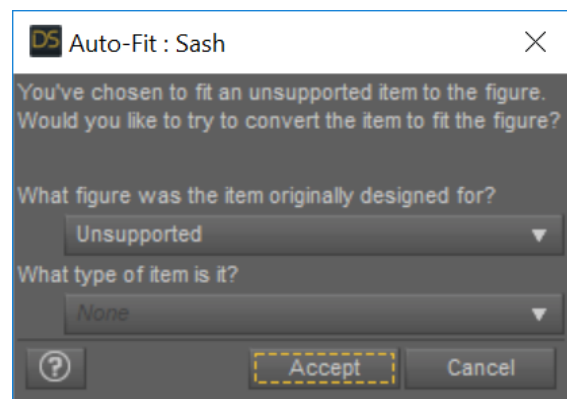 DS Auto-Fit : Sash
You've chosen to fit an unsupported item to the figure.
Would you like to try to convert the item to fit the figure?
What figure was the item originally designed for?
Unsupported
What type of item is it?
None
? Accept Cancel